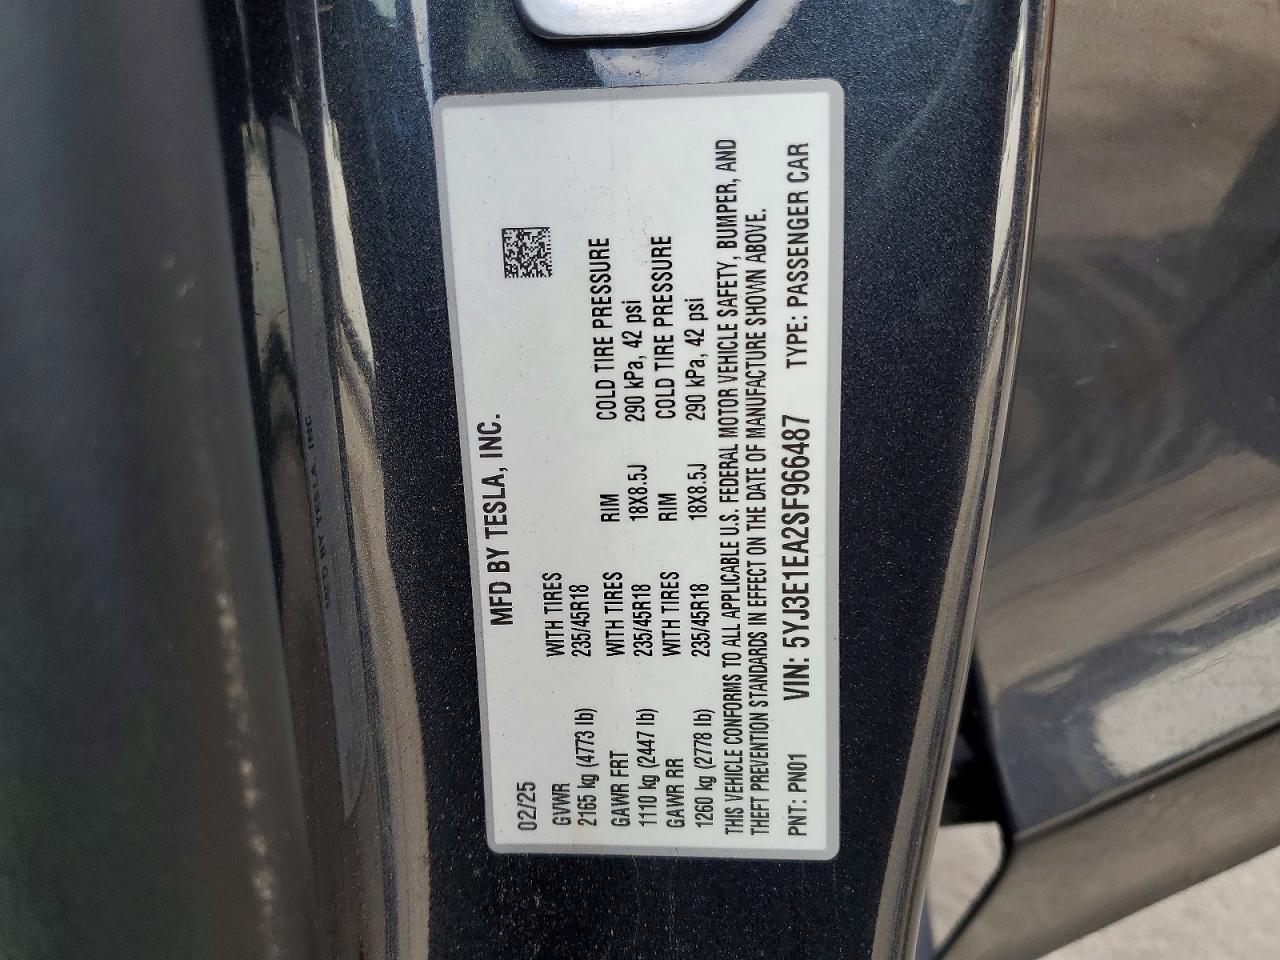 MFD BY TESLA, INC.
02/25
GVWR WITH TIRES
2165 kg (4773 lb) 235/45R18
GAWR FRT WITH TIRES RIM COLD TIRE PRESSURE
1110 kg (2447 lb) 235/45R18 18X8.5J 290 kPa, 42 psi
GAWR RR WITH TIRES RIM COLD TIRE PRESSURE
1260 kg (2778 lb) 235/45R18 18X8.5J 290 kPa, 42 psi
THIS VEHICLE CONFORMS TO ALL APPLICABLE U.S. FEDERAL MOTOR VEHICLE SAFETY, BUMPER, AND
THEFT PREVENTION STANDARDS IN EFFECT ON THE DATE OF MANUFACTURE SHOWN ABOVE.
PNT: PN01 VIN: 5YJ3E1EA2SF966487 TYPE: PASSENGER CAR